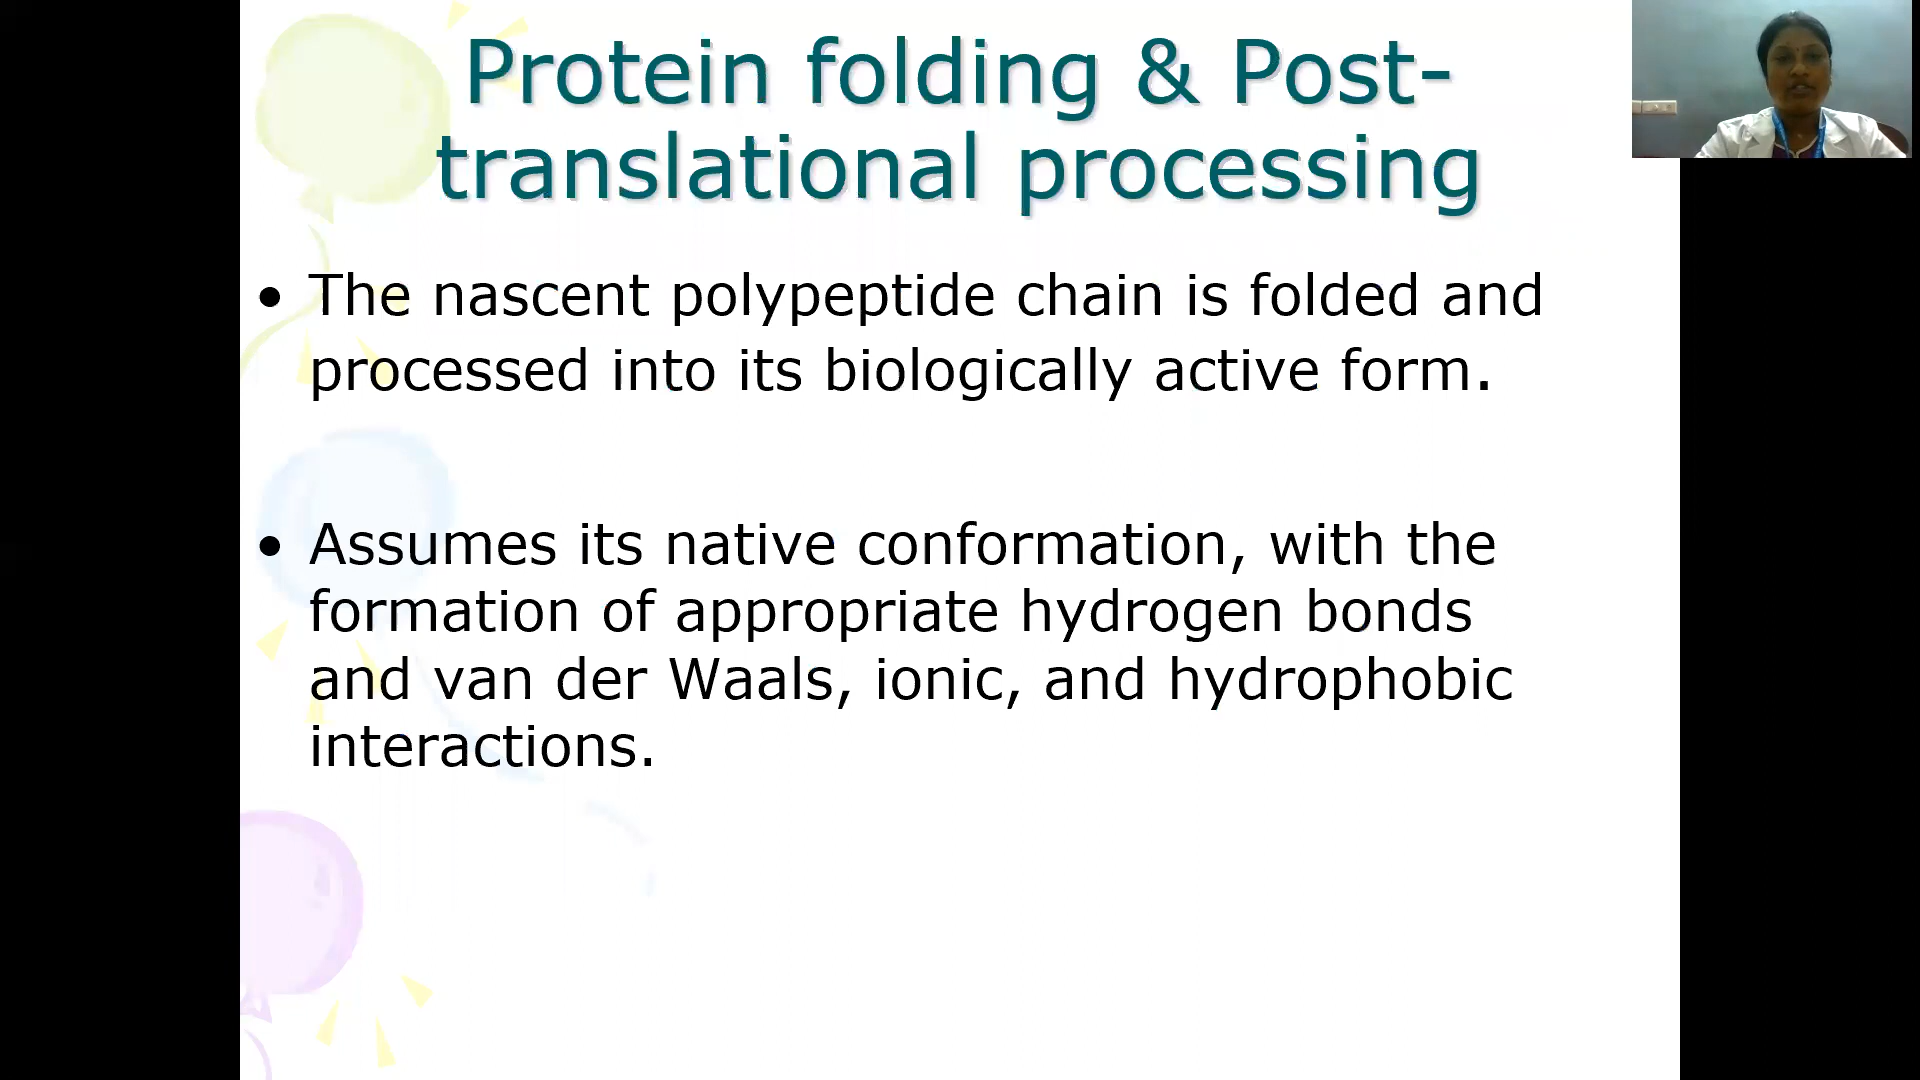 Protein folding & Post-
translational processing
• The nascent polypeptide chain is folded and
processed into its biologically active form.
• Assumes its native conformation, with the
formation of appropriate hydrogen bonds
and van der Waals, ionic, and hydrophobic
interactions.